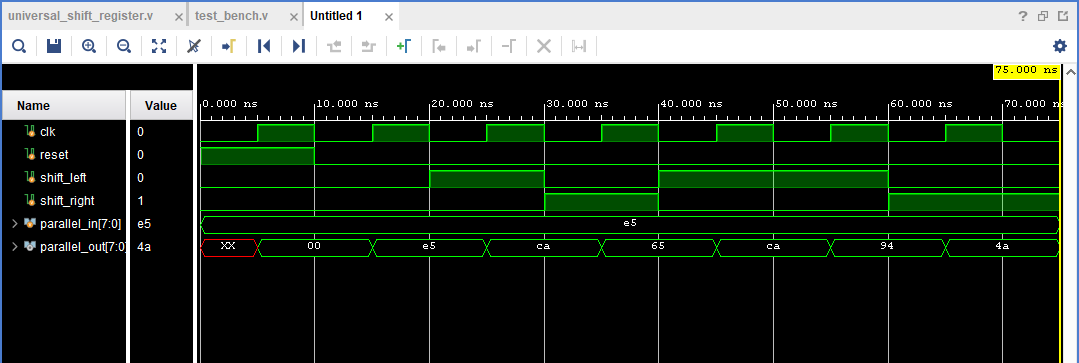 universal_shift_register.v × test_bench.v × Untitled 1 × ?
75.000 ns
Name Value 0.000 ns 10.000 ns 20.000 ns 30.000 ns 40.000 ns 50.000 ns 60.000 ns 70.000
clk 0
reset 0
shift_left 0
shift_right 1
parallel_in[7:0] e5 e5
parallel_out[7:0] 4a XX 00 e5 ca 65 ca 94 4a